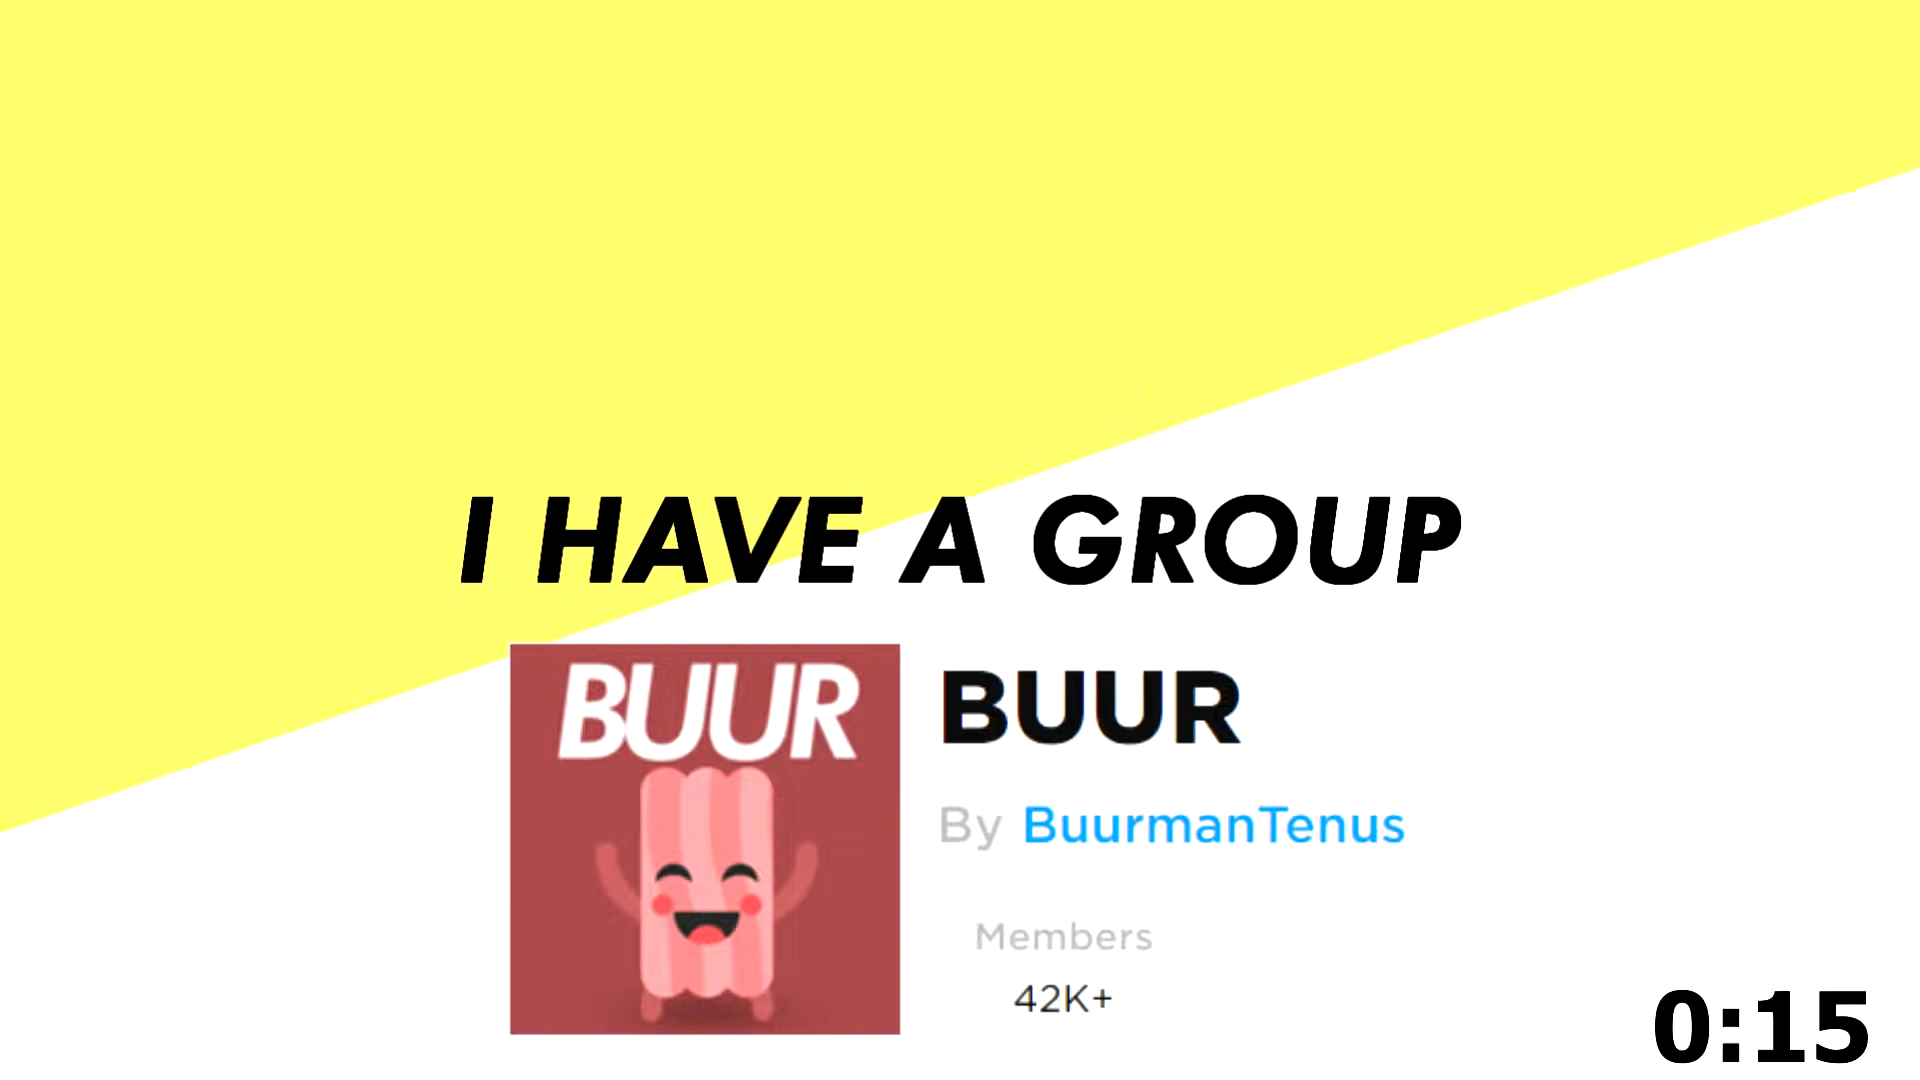 I HAVE A GROUP
BUUR
BUUR
By BuurmanTenus
Members
42K+
0:15